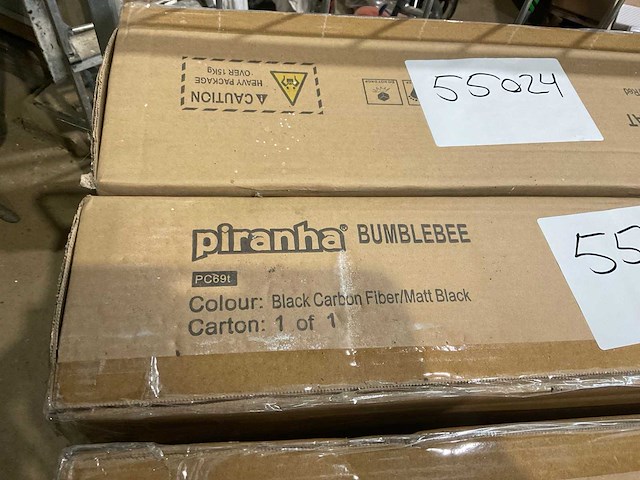 CAUTION
HEAVY PACKAGE
OVER 15Kg
55024
piranha® BUMBLEBEE
PC69t
Colour: Black Carbon Fiber/Matt Black
Carton: 1 of 1
55